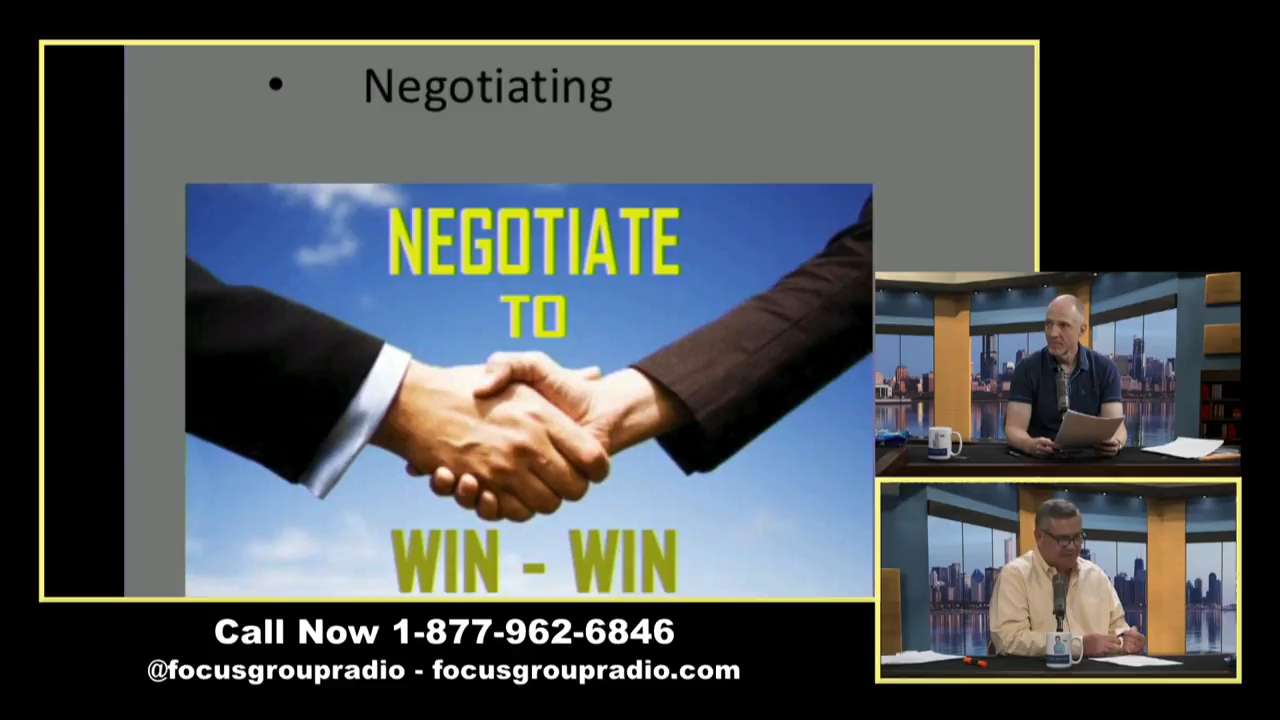 • Negotiating
NEGOTIATE
TO
WIN - WIN
Call Now 1-877-962-6846
@focusgroupradio - focusgroupradio.com